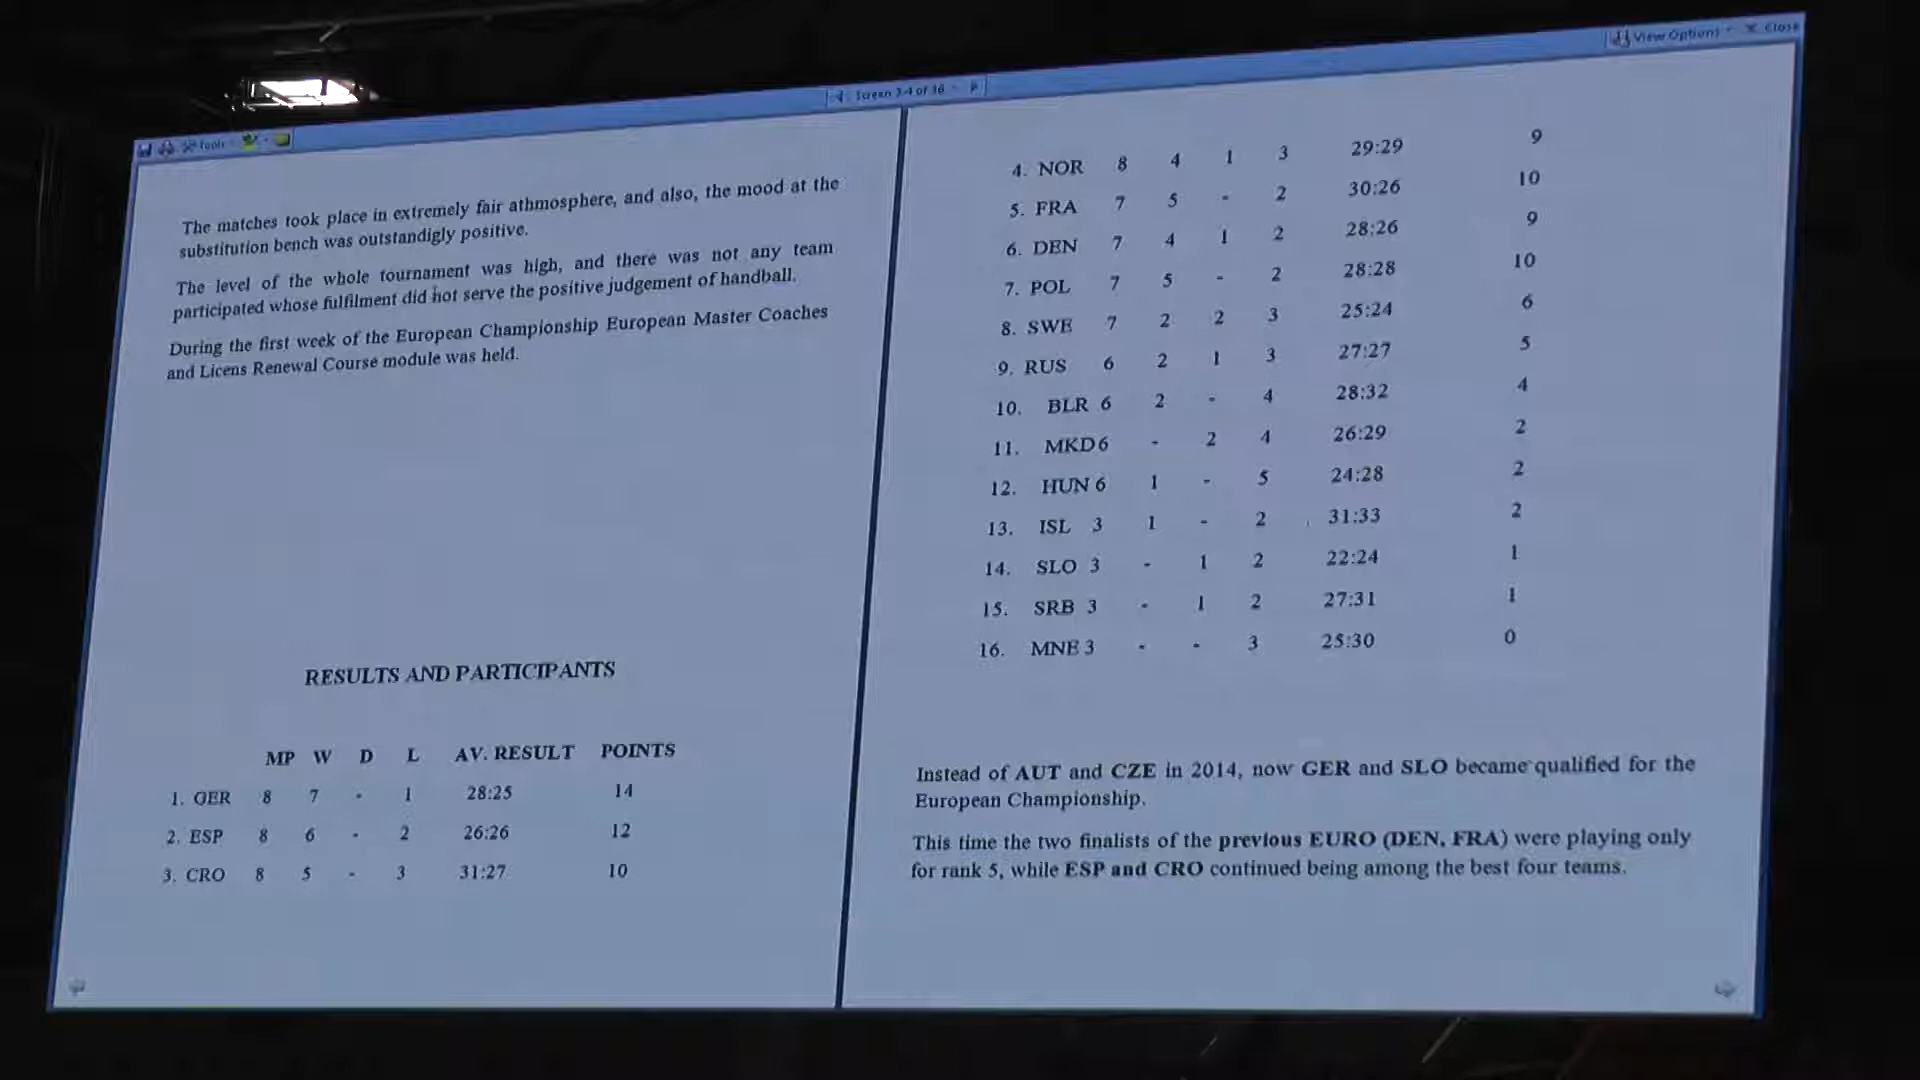 Tools
Screen 3-4 of 16
View Options
Close
The matches took place in extremely fair athmosphere, and also, the mood at the
substitution bench was outstandigly positive.
The level of the whole tournament was high, and there was not any team
participated whose fulfilment did not serve the positive judgement of handball.
During the first week of the European Championship European Master Coaches
and Licens Renewal Course module was held.
RESULTS AND PARTICIPANTS
MP W D L AV. RESULT POINTS
1. GER 8 7 - 1 28:25 14
2. ESP 8 6 - 2 26:26 12
3. CRO 8 5 - 3 31:27 10
4. NOR 8 4 1 3 29:29 9
5. FRA 7 5 - 2 30:26 10
6. DEN 7 4 1 2 28:26 9
7. POL 7 5 - 2 28:28 10
8. SWE 7 2 2 3 25:24 6
9. RUS 6 2 1 3 27:27 5
10. BLR 6 2 - 4 28:32 4
11. MKD 6 - 2 4 26:29 2
12. HUN 6 1 - 5 24:28 2
13. ISL 3 1 - 2 31:33 2
14. SLO 3 - 1 2 22:24 1
15. SRB 3 - 1 2 27:31 1
16. MNE 3 - - 3 25:30 0
Instead of AUT and CZE in 2014, now GER and SLO became qualified for the
European Championship.
This time the two finalists of the previous EURO (DEN, FRA) were playing only
for rank 5, while ESP and CRO continued being among the best four teams.